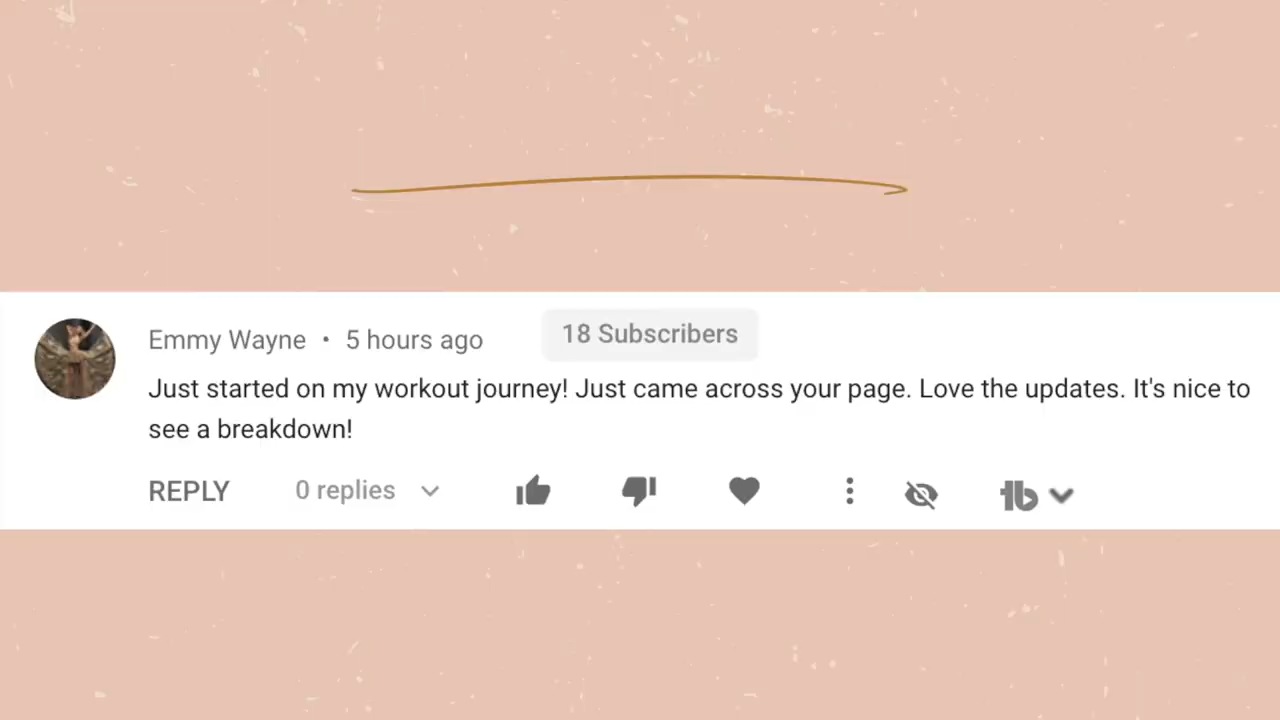 Emmy Wayne • 5 hours ago 18 Subscribers
Just started on my workout journey! Just came across your page. Love the updates. It's nice to
see a breakdown!
REPLY 0 replies tb